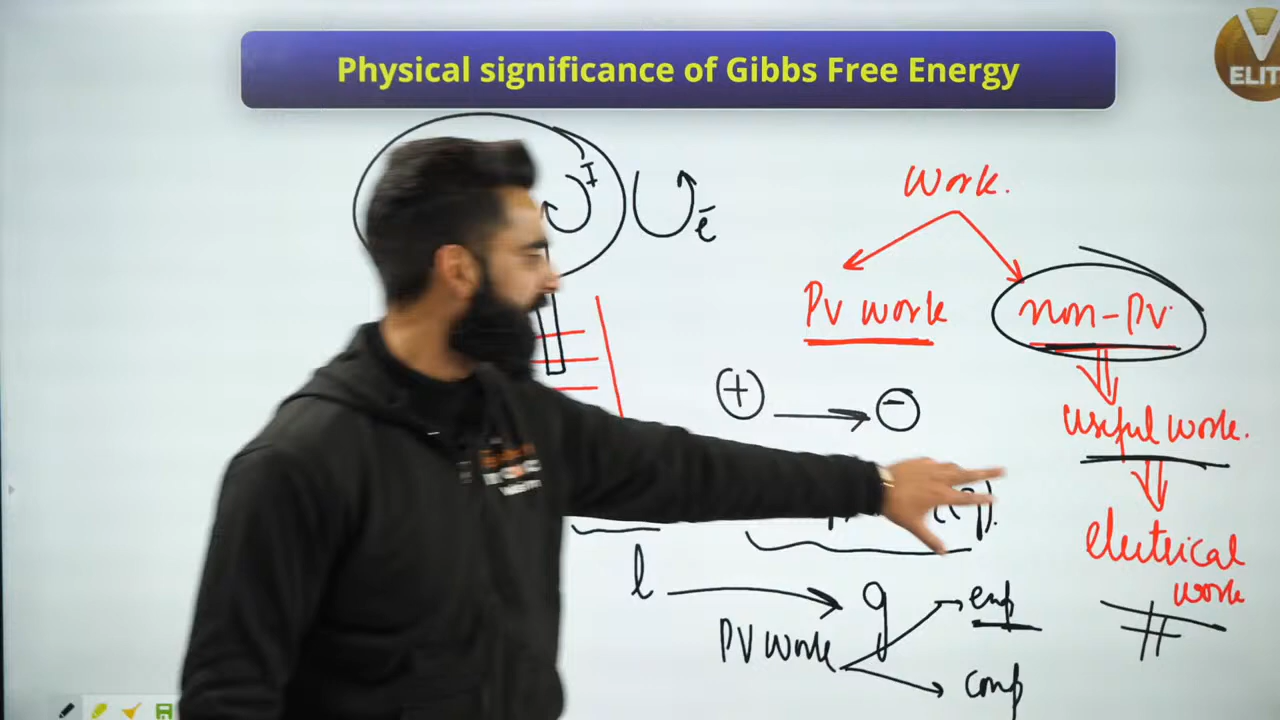 Physical significance of Gibbs Free Energy
V
ELIT
Work.
I
ē
PV work
non-PV.
+ → -
useful work.
electrical
work
l → g
PV work
exp
comp